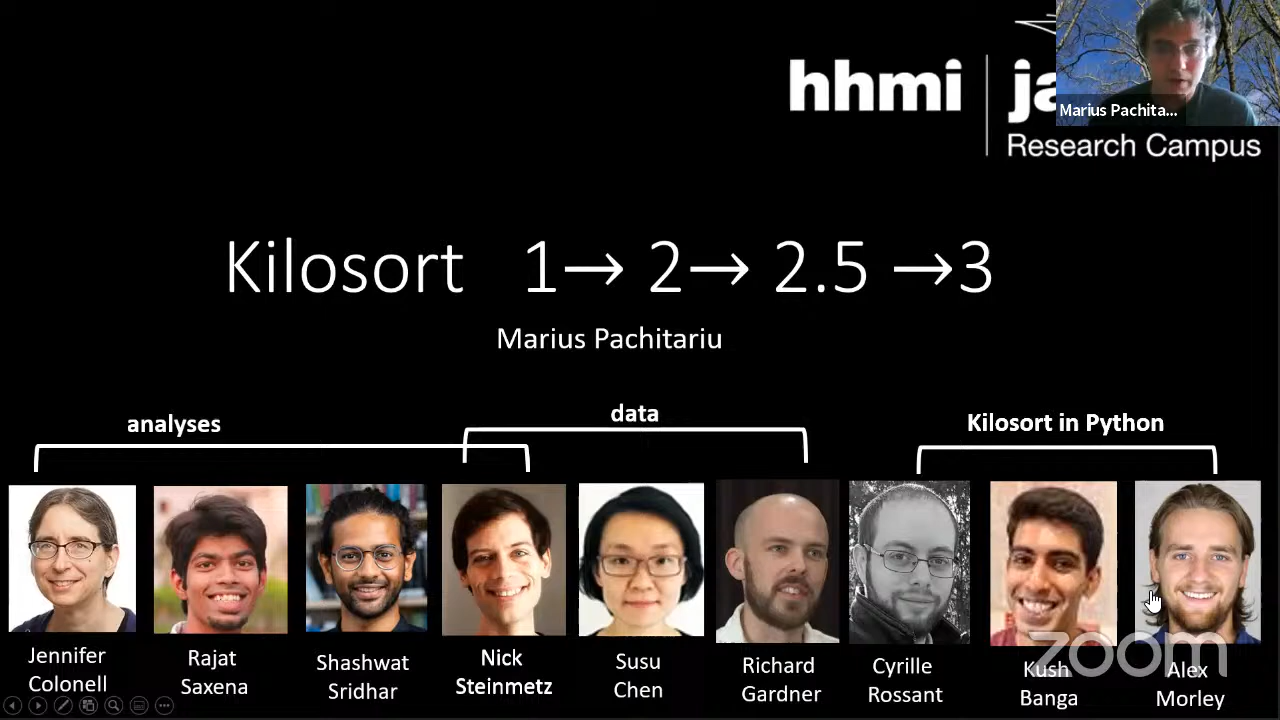 hhmi | ja
Marius Pachita...
Research Campus
Kilosort 1→ 2→ 2.5 →3
Marius Pachitariu
analyses
data
Kilosort in Python
Jennifer
Colonell
Rajat
Saxena
Shashwat
Sridhar
Nick
Steinmetz
Susu
Chen
Richard
Gardner
Cyrille
Rossant
Kush
Banga
Alex
Morley
zoom